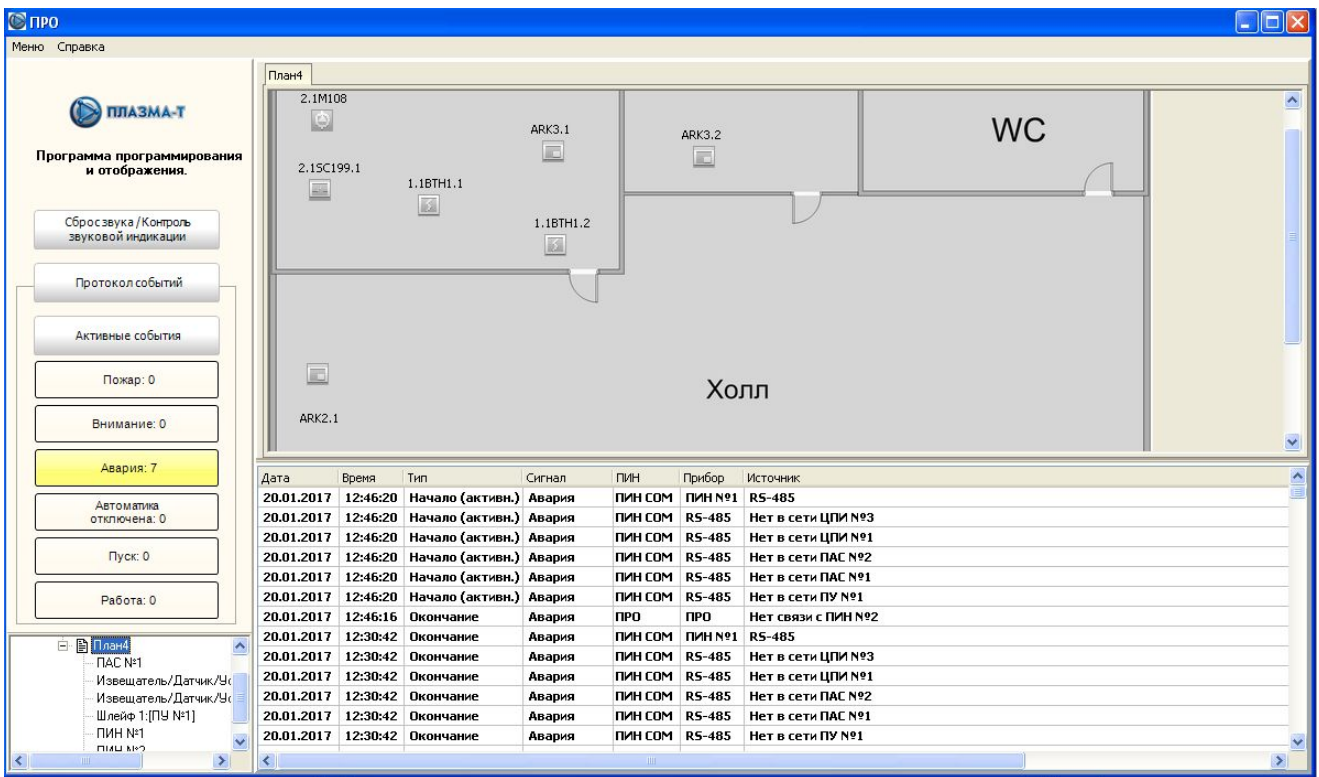 ПРО
Меню Справка
ПЛАЗМА-Т
Программа программирования
и отображения.
Сброс звука / Контроль
звуковой индикации
Протокол событий
Активные события
Пожар: 0
Внимание: 0
Авария: 7
Автоматика
отключена: 0
Пуск: 0
Работа: 0
План4
ПАС №1
Извещатель/Датчик/Ус
Извещатель/Датчик/Ус
Шлейф 1:[ПУ №1]
ПИН №1
ПИН №2
План4
2.1М108
ARK3.1
ARK3.2
WC
2.1SC199.1
1.1BTH1.1
1.1BTH1.2
Холл
ARK2.1
Дата Время Тип Сигнал ПИН Прибор Источник
20.01.2017 12:46:20 Начало (активн.) Авария ПИН COM ПИН №1 RS-485
20.01.2017 12:46:20 Начало (активн.) Авария ПИН COM RS-485 Нет в сети ЦПИ №3
20.01.2017 12:46:20 Начало (активн.) Авария ПИН COM RS-485 Нет в сети ЦПИ №1
20.01.2017 12:46:20 Начало (активн.) Авария ПИН COM RS-485 Нет в сети ПАС №2
20.01.2017 12:46:20 Начало (активн.) Авария ПИН COM RS-485 Нет в сети ПАС №1
20.01.2017 12:46:20 Начало (активн.) Авария ПИН COM RS-485 Нет в сети ПУ №1
20.01.2017 12:46:16 Окончание Авария ПРО ПРО Нет связи с ПИН №2
20.01.2017 12:30:42 Окончание Авария ПИН COM ПИН №1 RS-485
20.01.2017 12:30:42 Окончание Авария ПИН COM RS-485 Нет в сети ЦПИ №3
20.01.2017 12:30:42 Окончание Авария ПИН COM RS-485 Нет в сети ЦПИ №1
20.01.2017 12:30:42 Окончание Авария ПИН COM RS-485 Нет в сети ПАС №2
20.01.2017 12:30:42 Окончание Авария ПИН COM RS-485 Нет в сети ПАС №1
20.01.2017 12:30:42 Окончание Авария ПИН COM RS-485 Нет в сети ПУ №1